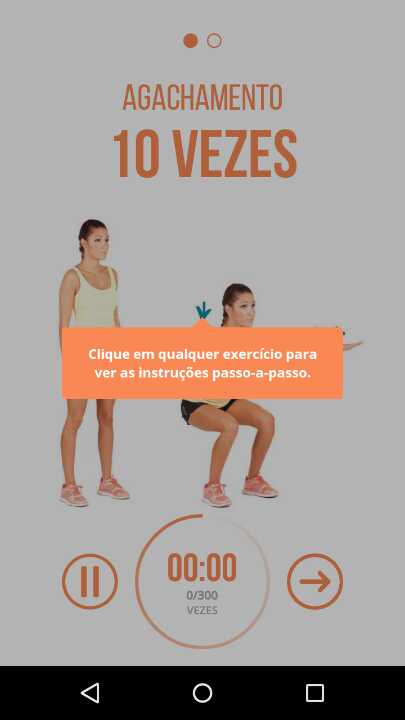 AGACHAMENTO
10 VEZES
Clique em qualquer exercício para
ver as instruções passo-a-passo.
00:00
0/300
VEZES